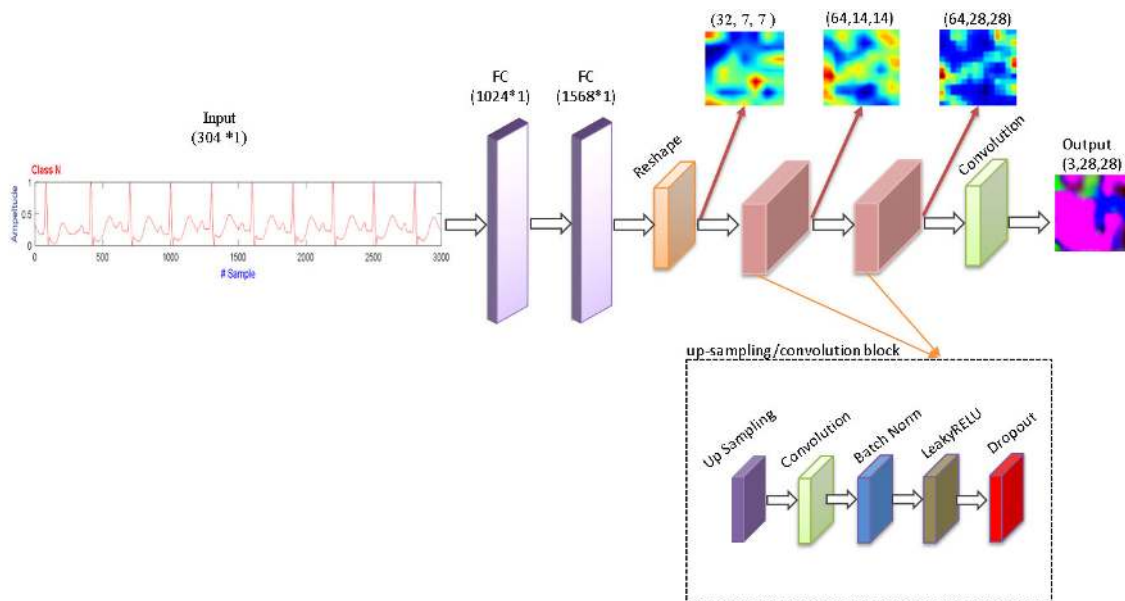 (32, 7, 7 )
(64,14,14)
(64,28,28)
FC
(1024*1)
FC
(1568*1)
Input
(304 *1)
Reshape
Convolution
Output
(3,28,28)
Class N
Ampeltude
1
0.5
0
0
500
1000
1500
2000
2500
3000
# Sample
up-sampling/convolution block
Up Sampling
Convolution
Batch Norm
LeakyRELU
Dropout